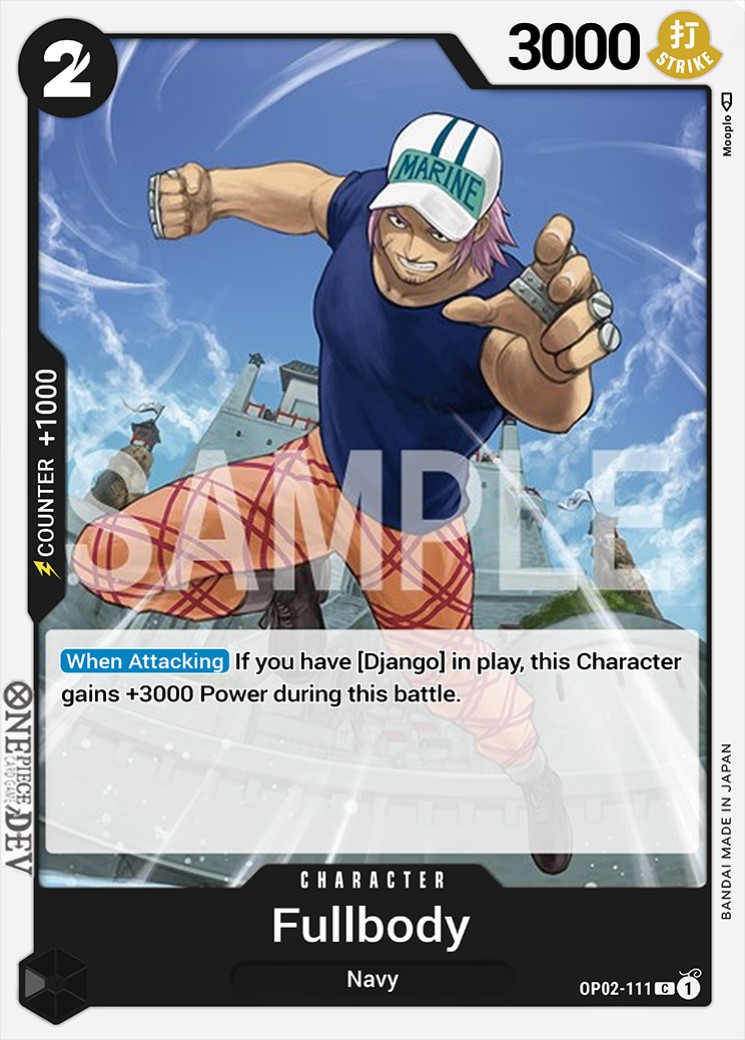 2
3000
打
STRIKE
Mooplo
MARINE
COUNTER +1000
SAMPLE
When Attacking If you have [Django] in play, this Character
gains +3000 Power during this battle.
ONE PIECE
CARD GAME
DEV
BANDAI MADE IN JAPAN
CHARACTER
Fullbody
Navy
OP02-111 C 1